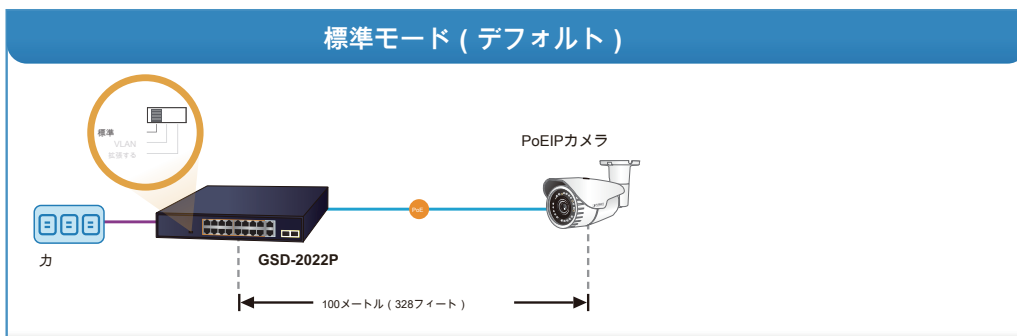 標準モード ( デフォルト )
標準
VLAN
拡張する
PoEIPカメラ
PoE
力
GSD-2022P
100メートル ( 328フィート )